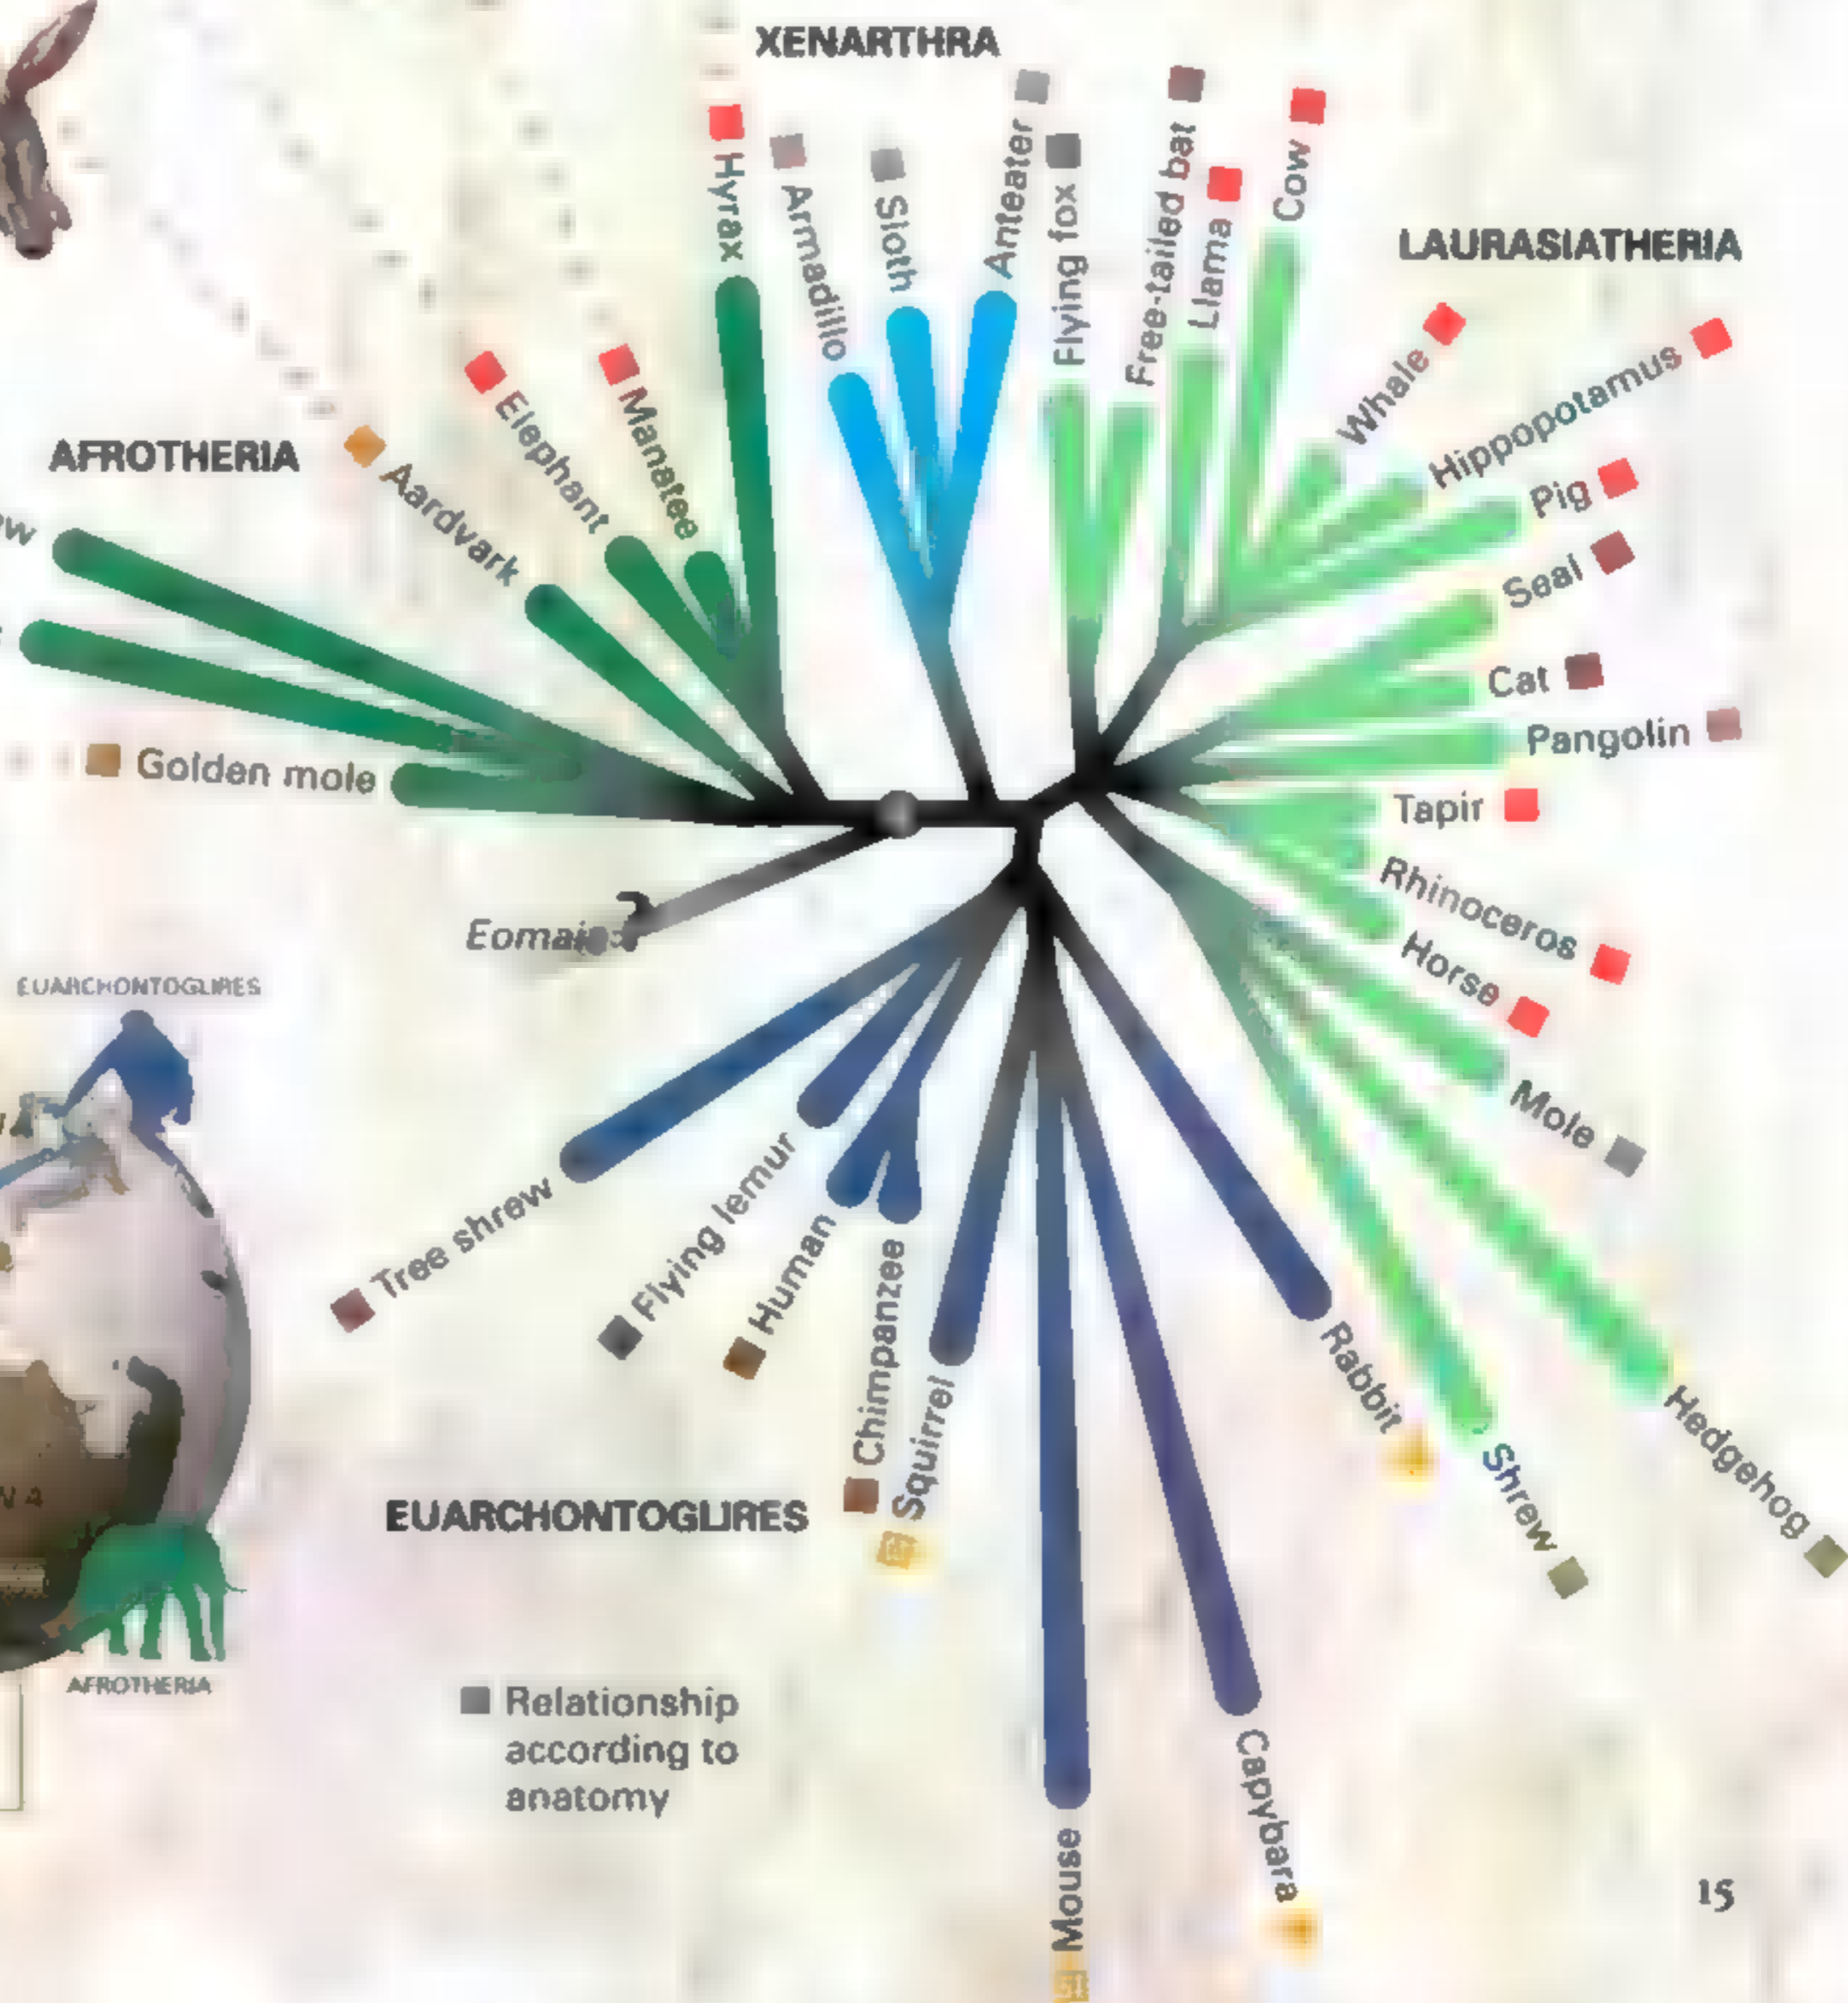 XENARTHRA
Hyrax
Armadillo
Sloth
Anteater
Flying fox
Free-tailed bat
Llama
Cow
LAURASIATHERIA
Whale
Hippopotamus
Pig
Seal
Cat
Pangolin
Tapir
Rhinoceros
Horse
Mole
Hedgehog
Shrew
AFROTHERIA
Manatee
Elephant
Aardvark
ew
Golden mole
Eomaia
EUARCHONTOGLIRES
Tree shrew
Flying lemur
Human
Chimpanzee
Squirrel
Rabbit
Capybara
Mouse
EUARCHONTOGLIRES
AFROTHERIA
Relationship
according to
anatomy
15